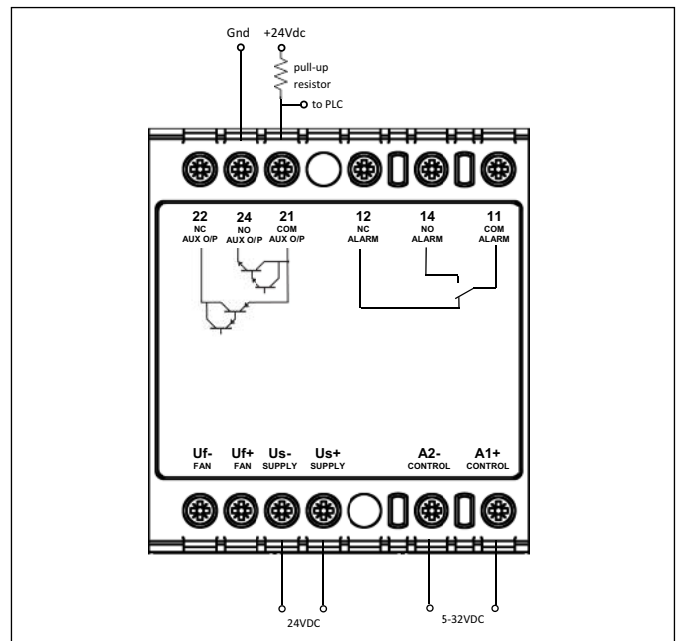 Gnd +24Vdc
pull-up
resistor
to PLC
22 24 21 12 14 11
NC NO COM NC NO COM
AUX O/P AUX O/P AUX O/P ALARM ALARM ALARM
Uf- Uf+ Us- Us+ A2- A1+
FAN FAN SUPPLY SUPPLY CONTROL CONTROL
24VDC 5-32VDC